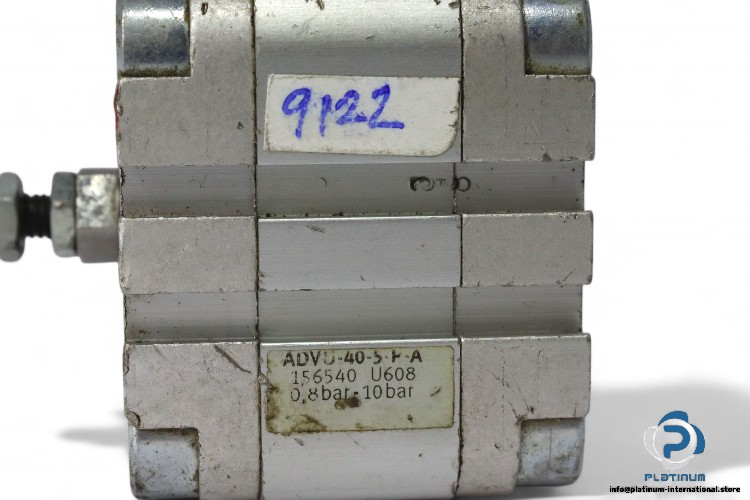 9122
ADVU-40-5-P-A
156540 U608
0,8bar-10bar
PLATINUM
info@platinum-international.store